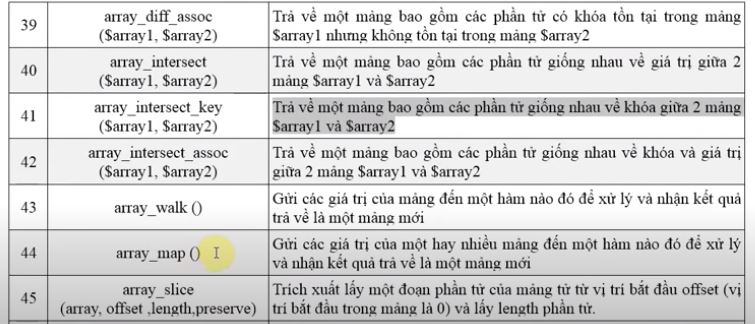 39
array_diff_assoc
($array1, $array2)
Trả về một mảng bao gồm các phần tử có khóa tồn tại trong mảng
$array1 nhưng không tồn tại trong mảng $array2
40
array_intersect
($array1, $array2)
Trả về một mảng bao gồm các phần tử giống nhau về giá trị giữa 2
mảng $array1 và $array2
41
array_intersect_key
($array1, $array2)
Trả về một mảng bao gồm các phần tử giống nhau về khóa giữa 2 mảng
$array1 và $array2
42
array_intersect_assoc
($array1, $array2)
Trả về một mảng bao gồm các phần tử giống nhau về khóa và giá trị
giữa 2 mảng $array1 và $array2
43
array_walk ()
Gửi các giá trị của mảng đến một hàm nào đó để xử lý và nhận kết quả
trả về là một mảng mới
44
array_map ()
Gửi các giá trị của một hay nhiều mảng đến một hàm nào đó để xử lý
và nhận kết quả trả về là một mảng mới
45
array_slice
(array, offset ,length,preserve)
Trích xuất lấy một đoạn phần tử của mảng từ từ vị trí bắt đầu offset (vị
trí bắt đầu trong mảng là 0) và lấy length phần tử.